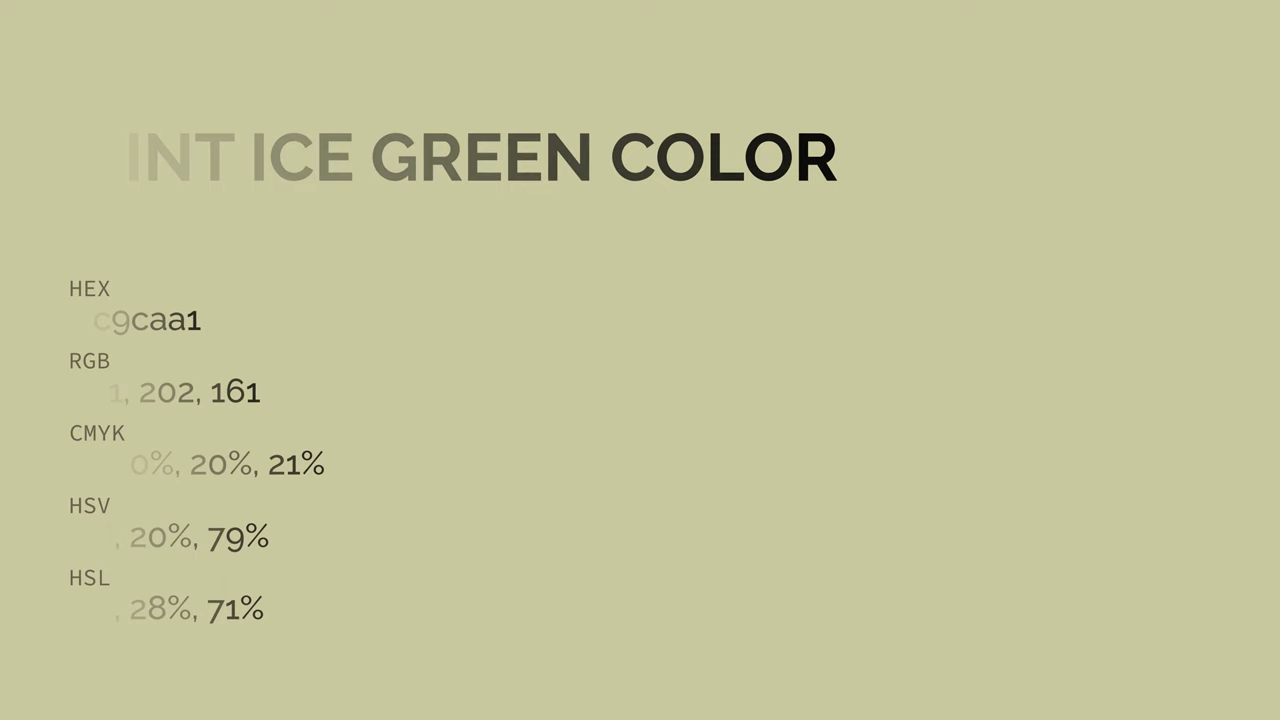 INT ICE GREEN COLOR
HEX
c9caa1
RGB
1, 202, 161
CMYK
0%, 20%, 21%
HSV
, 20%, 79%
HSL
, 28%, 71%